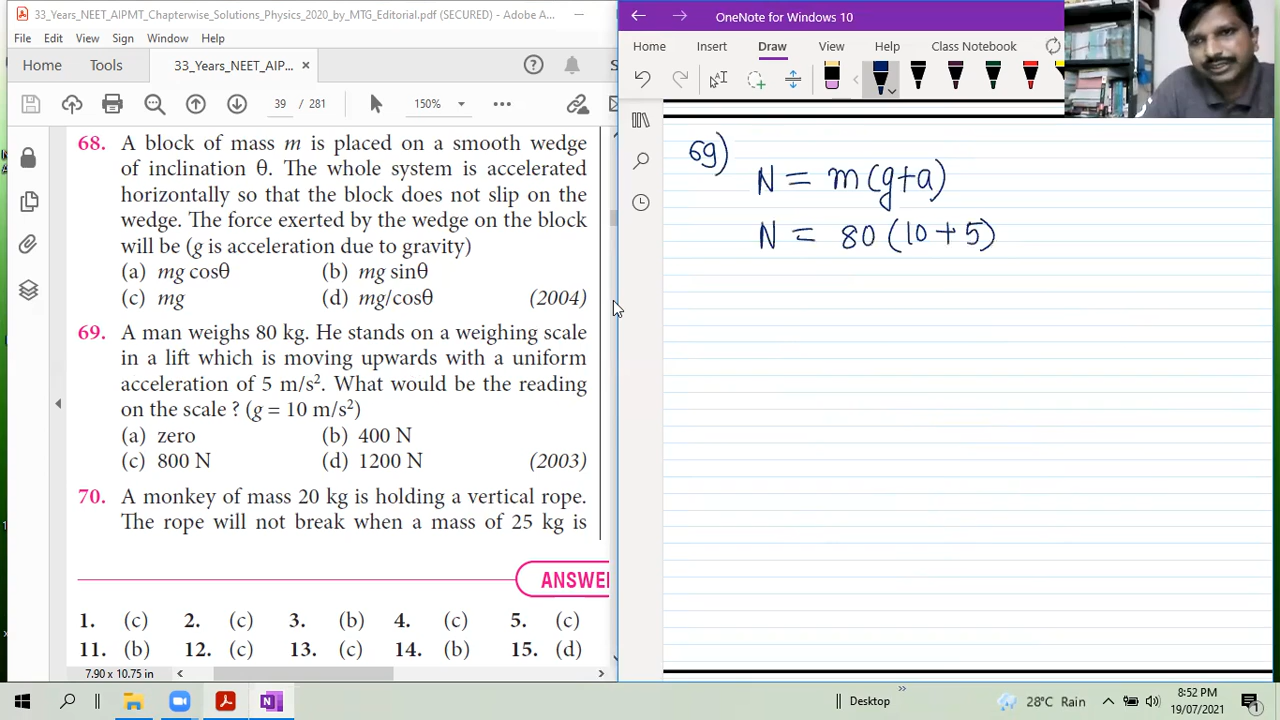 33_Years_NEET_AIPMT_Chapterwise_Solutions_Physics_2020_by_MTG_Editorial.pdf (SECURED) - Adobe A...
File Edit View Sign Window Help
Home Tools 33_Years_NEET_AIP... ×
39 / 281 150%
68. A block of mass m is placed on a smooth wedge
of inclination θ. The whole system is accelerated
horizontally so that the block does not slip on the
wedge. The force exerted by the wedge on the block
will be (g is acceleration due to gravity)
(a) mg cosθ (b) mg sinθ
(c) mg (d) mg/cosθ (2004)
69. A man weighs 80 kg. He stands on a weighing scale
in a lift which is moving upwards with a uniform
acceleration of 5 m/s². What would be the reading
on the scale ? (g = 10 m/s²)
(a) zero (b) 400 N
(c) 800 N (d) 1200 N (2003)
70. A monkey of mass 20 kg is holding a vertical rope.
The rope will not break when a mass of 25 kg is
ANSWE
1. (c) 2. (c) 3. (b) 4. (c) 5. (c)
11. (b) 12. (c) 13. (c) 14. (b) 15. (d)
7.90 x 10.75 in
OneNote for Windows 10
Home Insert Draw View Help Class Notebook
69)
N = m(g+a)
N = 80(10+5)
Desktop
28°C Rain
8:52 PM
19/07/2021
1